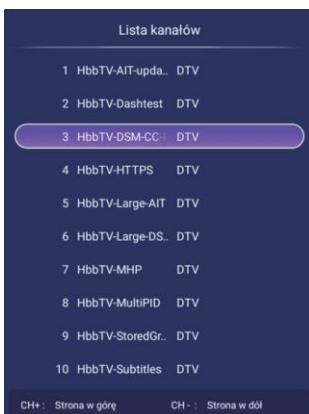 Lista kanałów
1 HbbTV-AIT-upda.. DTV
2 HbbTV-Dashtest DTV
3 HbbTV-DSM-CC- DTV
4 HbbTV-HTTPS DTV
5 HbbTV-Large-AIT DTV
6 HbbTV-Large-DS.. DTV
7 HbbTV-MHP DTV
8 HbbTV-MultiPID DTV
9 HbbTV-StoredGr.. DTV
10 HbbTV-Subtitles DTV
CH+ : Strona w górę CH - : Strona w dół